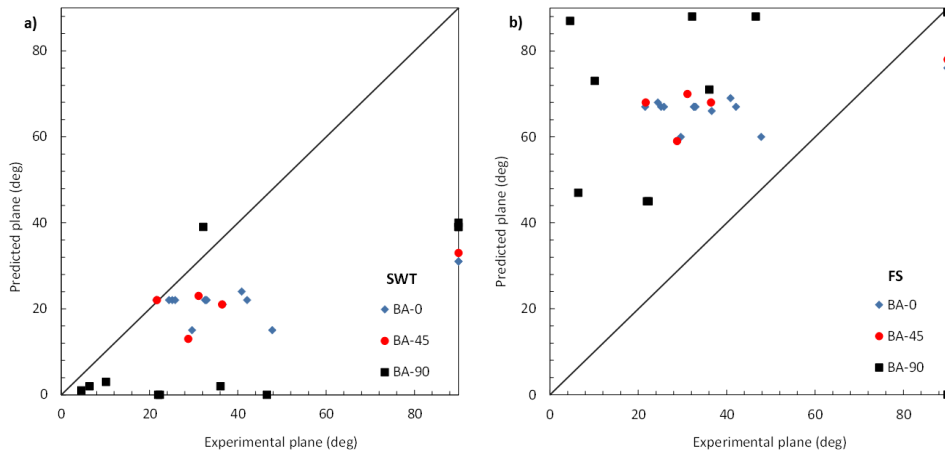 a)
80
60
40
20
0
0 20 40 60 80
Predicted plane (deg)
Experimental plane (deg)
SWT
BA-0
BA-45
BA-90
b)
80
60
40
20
0
0 20 40 60 80
Predicted plane (deg)
Experimental plane (deg)
FS
BA-0
BA-45
BA-90